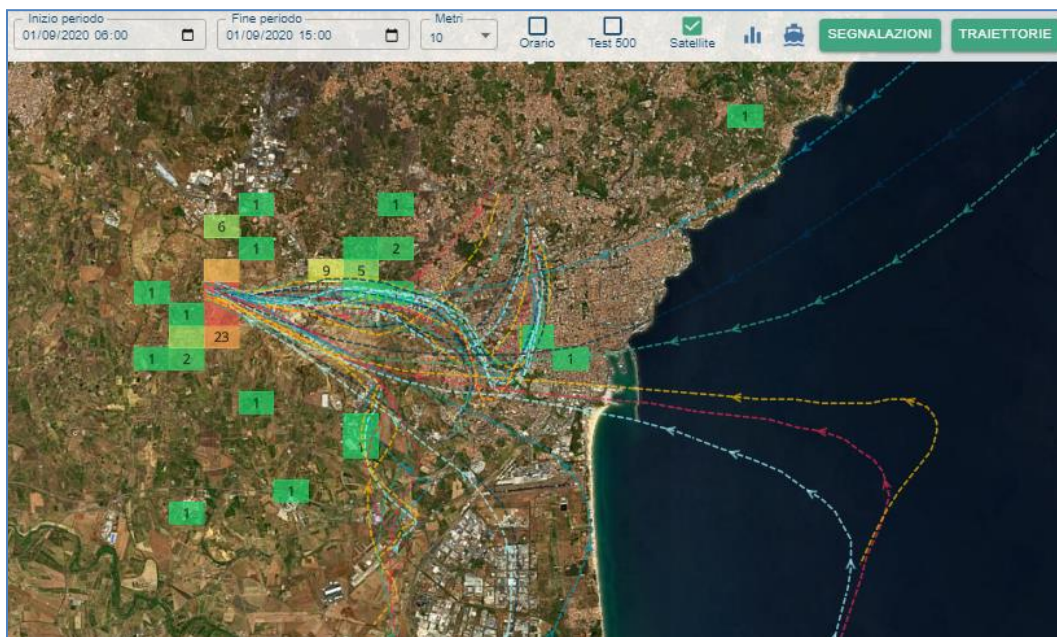 Inizio periodo
01/09/2020 06:00
Fine periodo
01/09/2020 15:00
Metri
10
Orario
Test 500
Satellite
SEGNALAZIONI
TRAIETTORIE
1
1
1
6
1
2
9
5
1
1
23
1
2
1
1
1
1